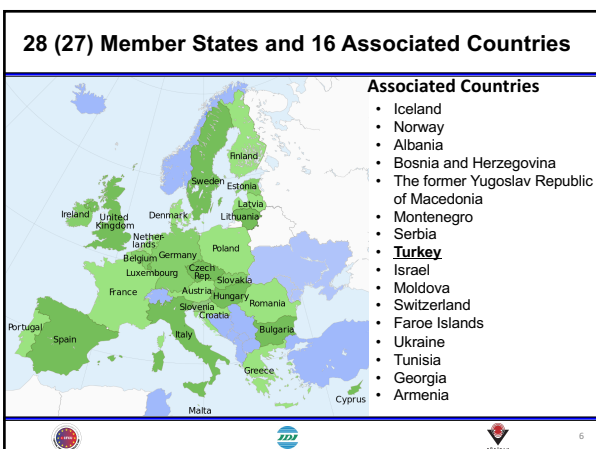 28 (27) Member States and 16 Associated Countries
Associated Countries
• Iceland
• Norway
• Albania
• Bosnia and Herzegovina
• The former Yugoslav Republic
of Macedonia
• Montenegro
• Serbia
• Turkey
• Israel
• Moldova
• Switzerland
• Faroe Islands
• Ukraine
• Tunisia
• Georgia
• Armenia
Finland
Sweden
Estonia
Latvia
Lithuania
Denmark
Ireland
United
Kingdom
Nether-
lands
Belgium
Germany
Poland
Luxembourg
Czech
Rep.
Slovakia
France
Austria
Hungary
Slovenia
Croatia
Romania
Portugal
Spain
Italy
Bulgaria
Greece
Malta
Cyprus
6